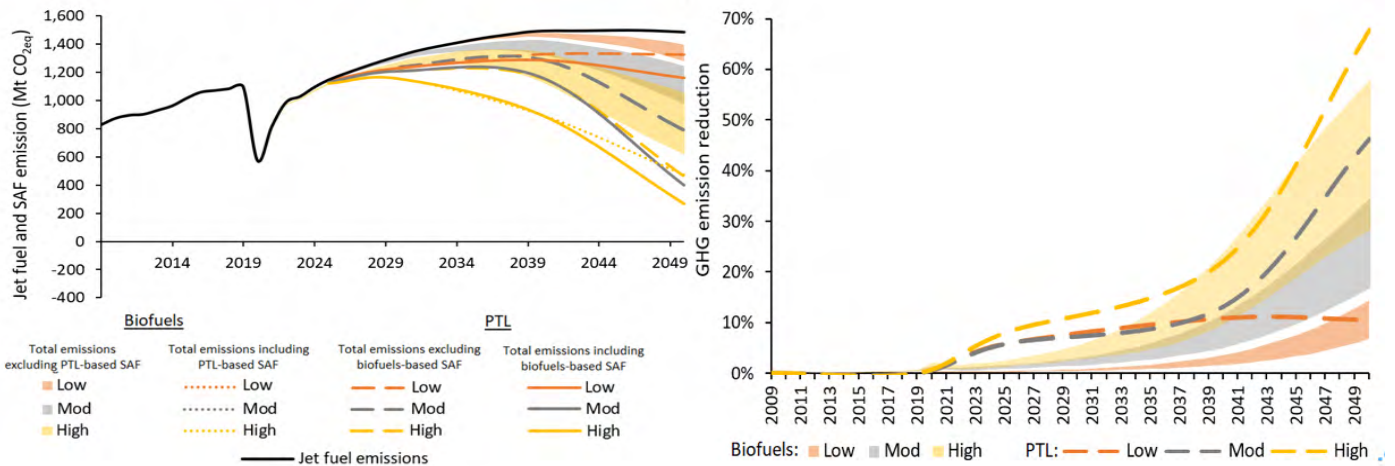 Jet fuel and SAF emission (Mt CO2eq)
1,600
1,400
1,200
1,000
800
600
400
200
0
-200
-400
2014 2019 2024 2029 2034 2039 2044 2049
Biofuels PTL
Total emissions excluding PTL-based SAF
Total emissions including PTL-based SAF
Total emissions excluding biofuels-based SAF
Total emissions including biofuels-based SAF
Low Low Low Low
Mod Mod Mod Mod
High High High High
Jet fuel emissions
GHG emission reduction
70%
60%
50%
40%
30%
20%
10%
0%
2009 2011 2013 2015 2017 2019 2021 2023 2025 2027 2029 2031 2033 2035 2037 2039 2041 2043 2045 2047 2049
Biofuels: Low Mod High PTL: Low Mod High